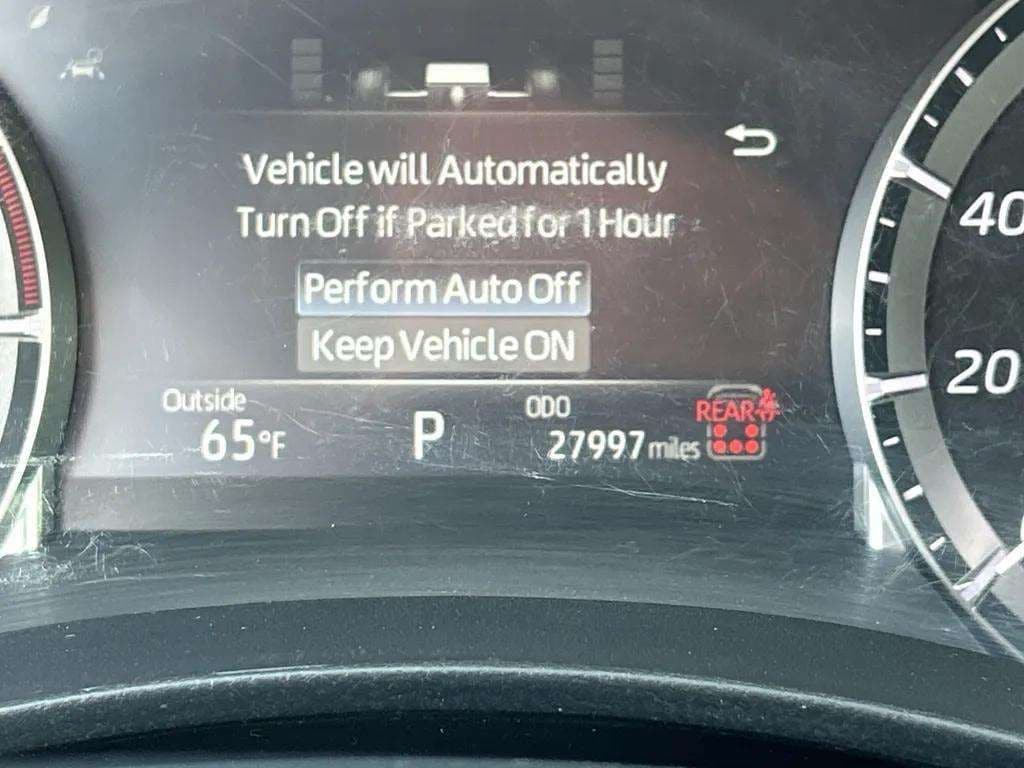 Vehicle will Automatically
Turn Off if Parked for 1 Hour
Perform Auto Off
Keep Vehicle ON
Outside
65°F
P
ODO
27997 miles
REAR
40
20